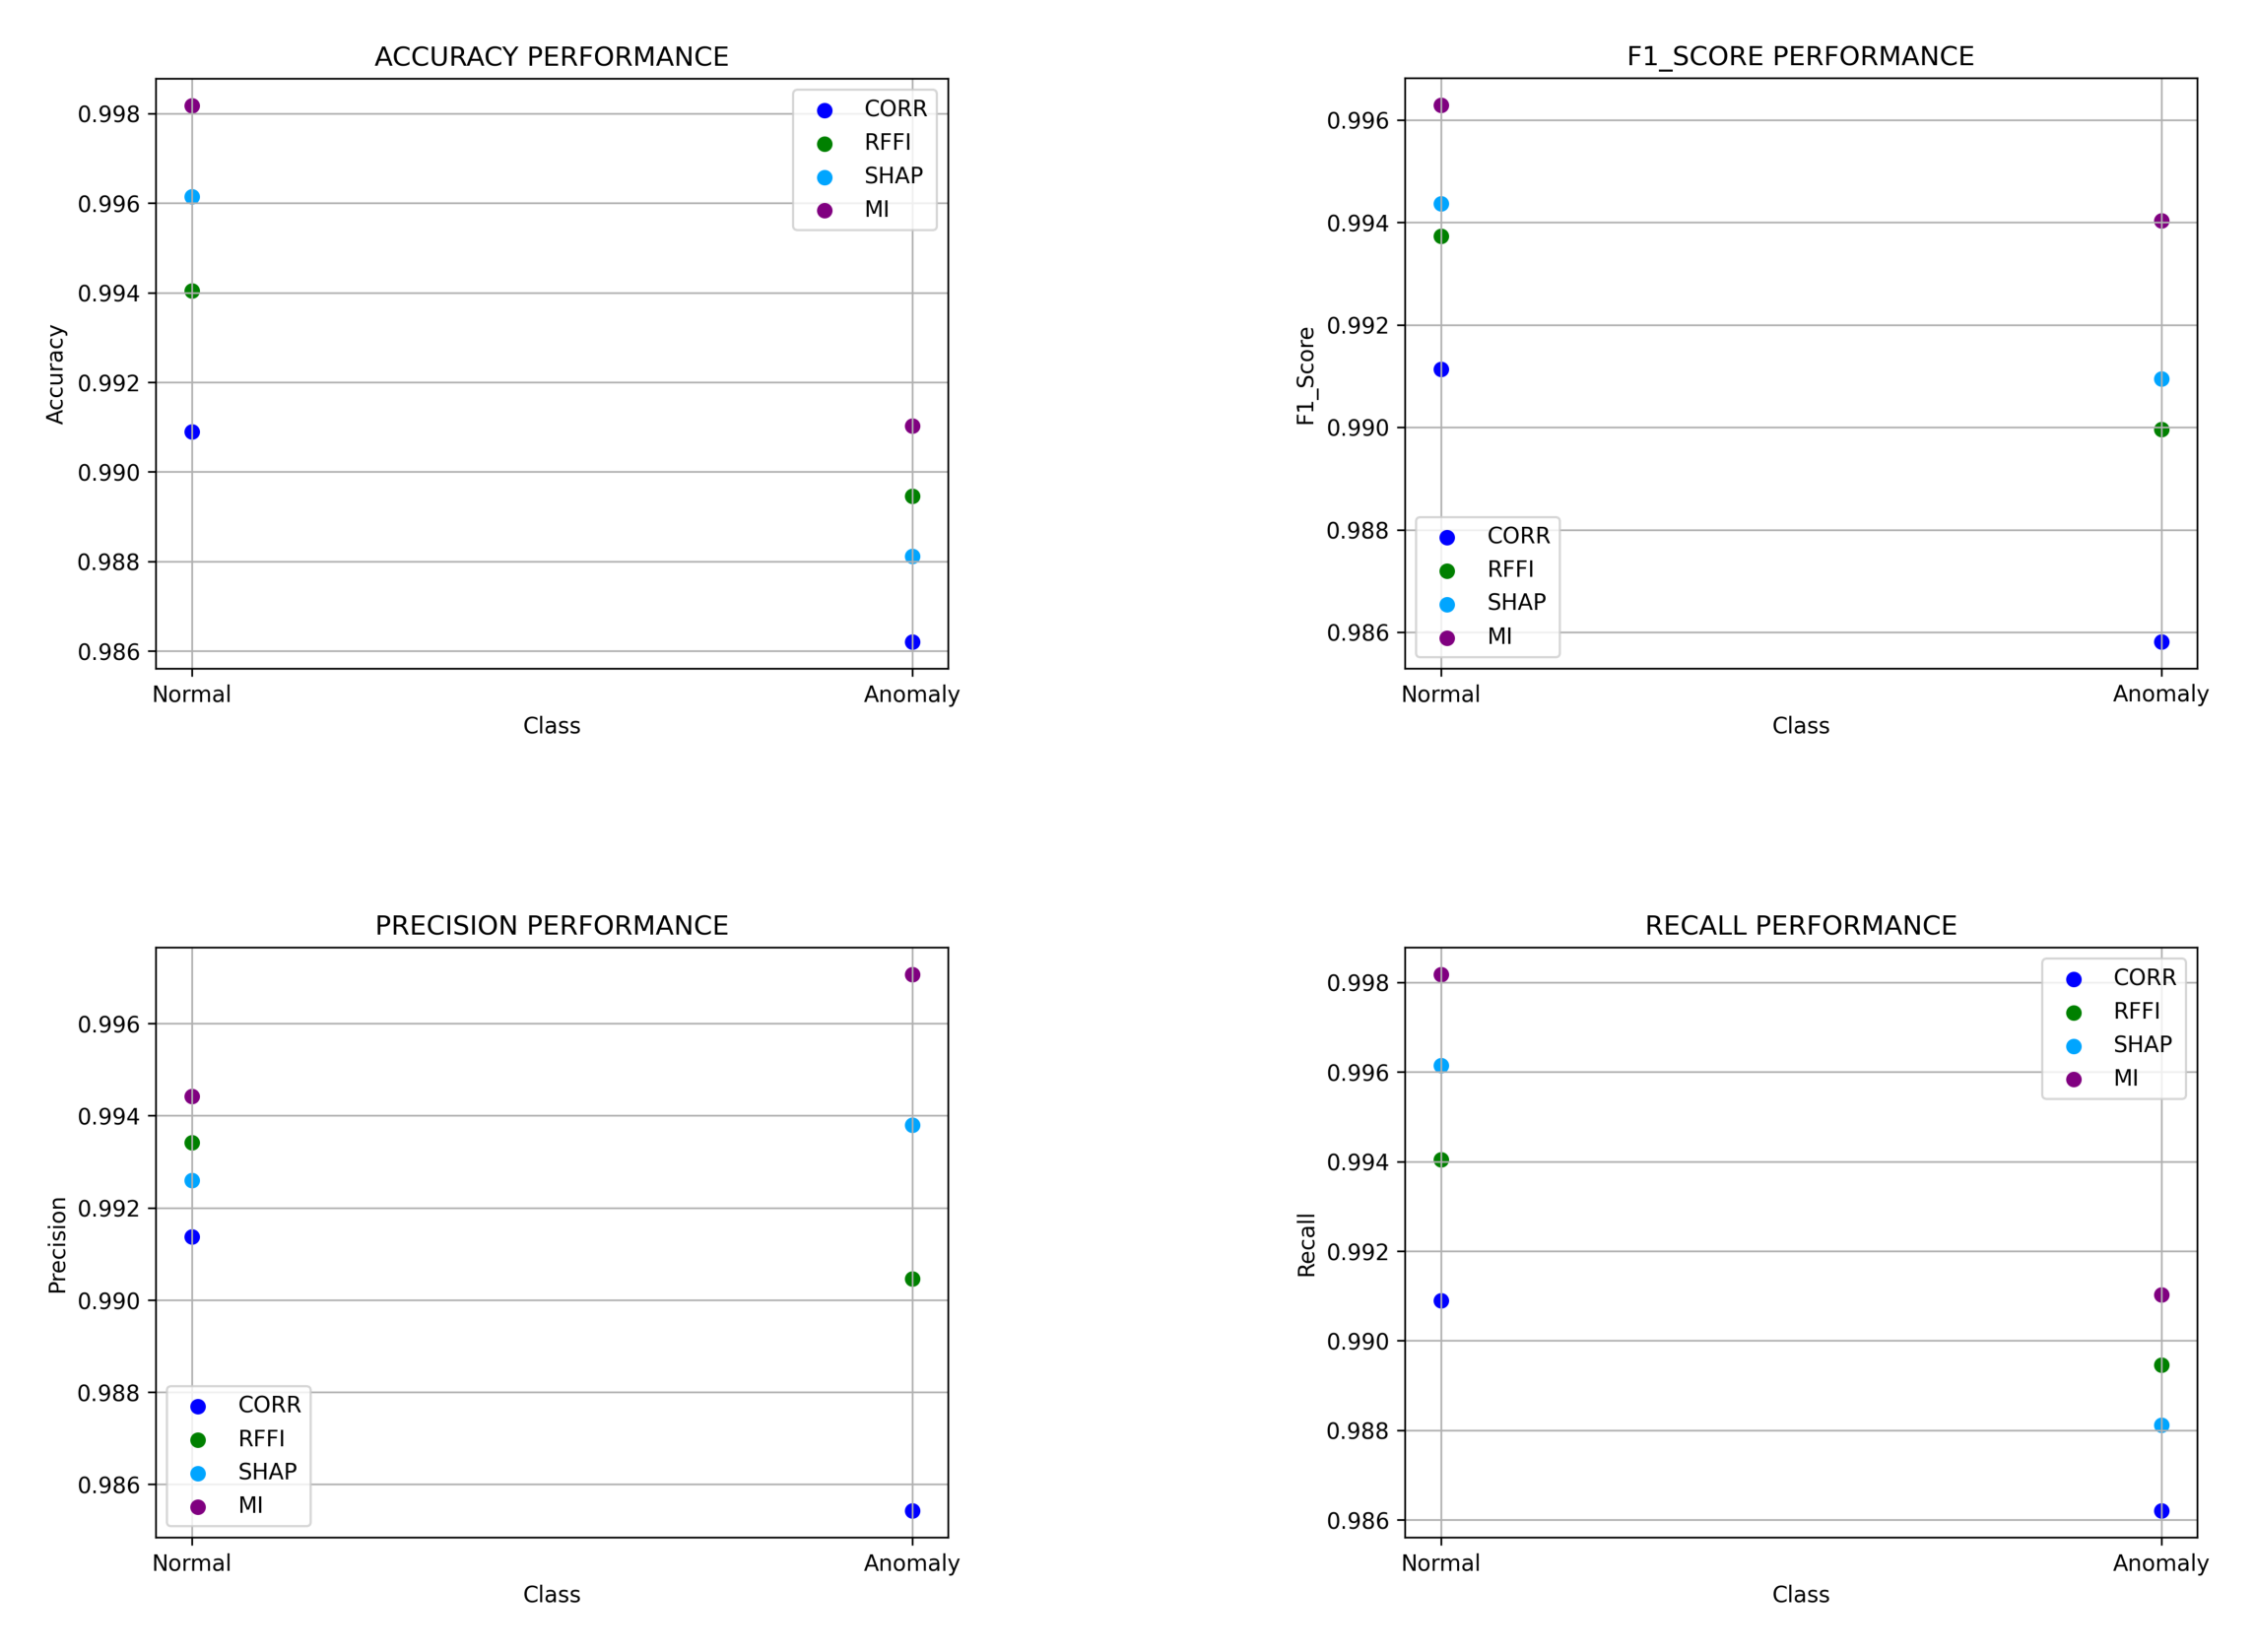 ACCURACY PERFORMANCE
0.998
0.996
0.994
0.992
0.990
0.988
0.986
Accuracy
CORR
RFFI
SHAP
MI
Normal
Anomaly
Class
F1_SCORE PERFORMANCE
0.996
0.994
0.992
0.990
0.988
0.986
F1_Score
CORR
RFFI
SHAP
MI
Normal
Anomaly
Class
PRECISION PERFORMANCE
0.996
0.994
0.992
0.990
0.988
0.986
Precision
CORR
RFFI
SHAP
MI
Normal
Anomaly
Class
RECALL PERFORMANCE
0.998
0.996
0.994
0.992
0.990
0.988
0.986
Recall
CORR
RFFI
SHAP
MI
Normal
Anomaly
Class